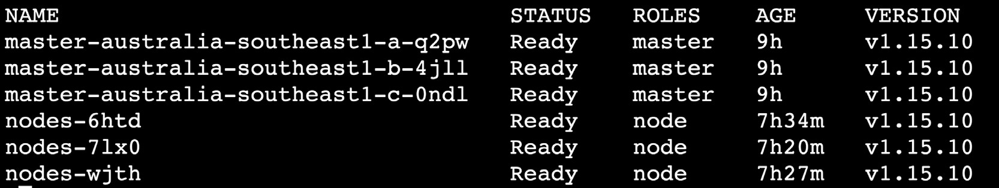 NAME STATUS ROLES AGE VERSION
master-australia-southeast1-a-q2pw Ready master 9h v1.15.10
master-australia-southeast1-b-4jll Ready master 9h v1.15.10
master-australia-southeast1-c-0ndl Ready master 9h v1.15.10
nodes-6htd Ready node 7h34m v1.15.10
nodes-7lx0 Ready node 7h20m v1.15.10
nodes-wjth Ready node 7h27m v1.15.10